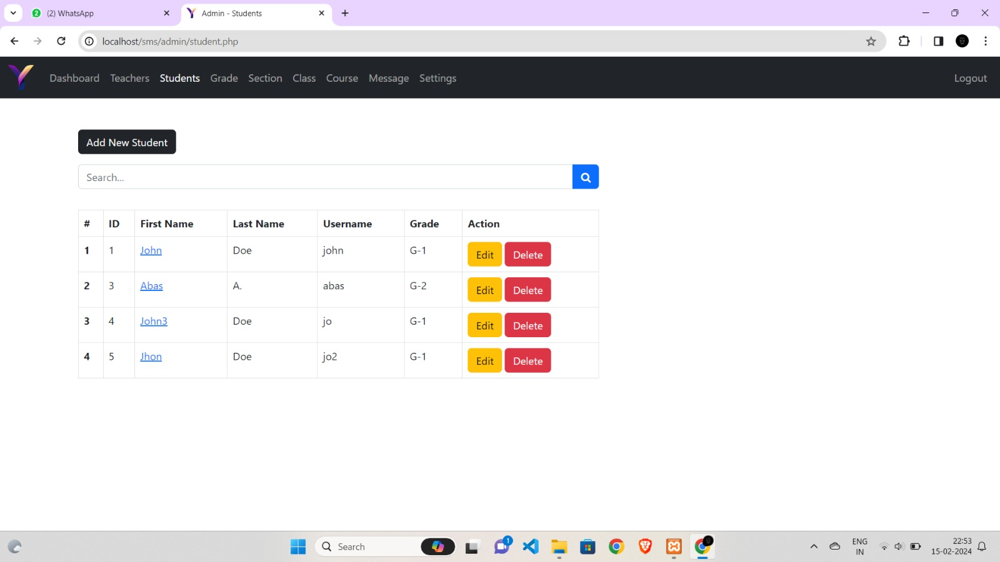 2 (2) WhatsApp Admin - Students
localhost/sms/admin/student.php
Y Dashboard Teachers Students Grade Section Class Course Message Settings Logout
Add New Student
Search...
# ID First Name Last Name Username Grade Action
1 1 John Doe john G-1 Edit Delete
2 3 Abas A. abas G-2 Edit Delete
3 4 John3 Doe jo G-1 Edit Delete
4 5 Jhon Doe jo2 G-1 Edit Delete
Search 1 ENG 22:53
IN 15-02-2024